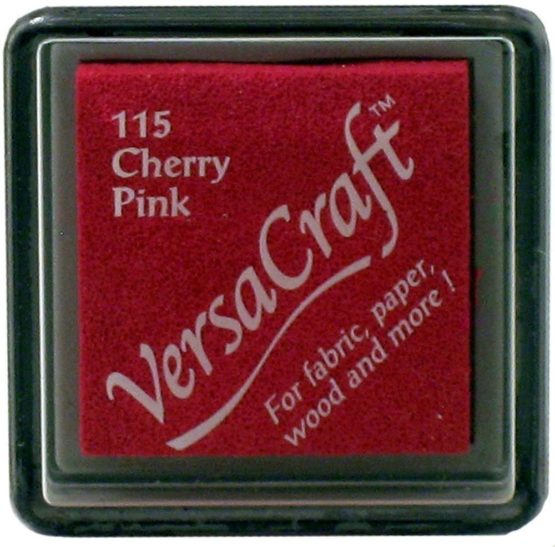 115
Cherry
Pink
VersaCraft™
For fabric, paper,
wood and more !